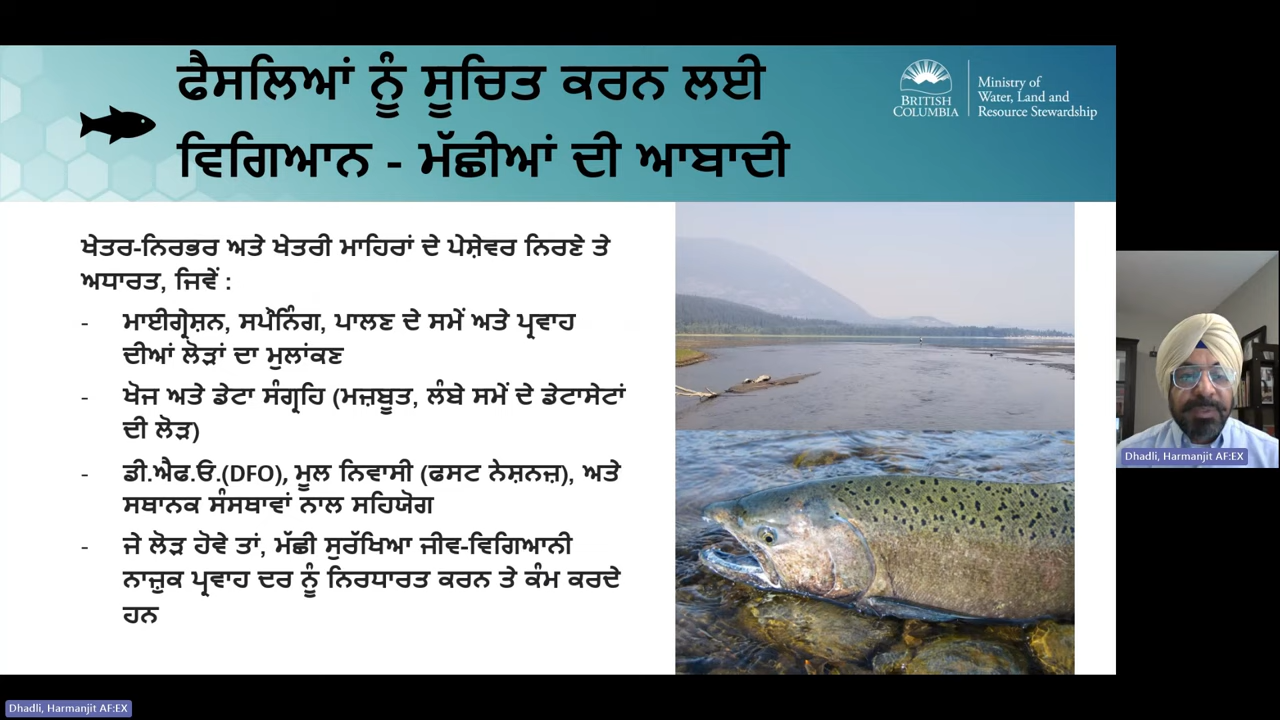 ਫੈਸਲਿਆਂ ਨੂੰ ਸੂਚਿਤ ਕਰਨ ਲਈ
ਵਿਗਿਆਨ - ਮੱਛੀਆਂ ਦੀ ਆਬਾਦੀ
BRITISH
COLUMBIA
Ministry of
Water, Land and
Resource Stewardship
ਖੇਤਰ-ਨਿਰਭਰ ਅਤੇ ਖੇਤਰੀ ਮਾਹਿਰਾਂ ਦੇ ਪੇਸ਼ੇਵਰ ਨਿਰਣੇ ਤੇ
ਅਧਾਰਤ, ਜਿਵੇਂ :
- ਮਾਈਗ੍ਰੇਸ਼ਨ, ਸਪੌਨਿੰਗ, ਪਾਲਣ ਦੇ ਸਮੇਂ ਅਤੇ ਪ੍ਰਵਾਹ
ਦੀਆਂ ਲੋੜਾਂ ਦਾ ਮੁਲਾਂਕਣ
- ਖੋਜ ਅਤੇ ਡੇਟਾ ਸੰਗ੍ਰਹਿ (ਮਜ਼ਬੂਤ, ਲੰਬੇ ਸਮੇਂ ਦੇ ਡੇਟਾਸੇਟਾਂ
ਦੀ ਲੋੜ)
- ਡੀ.ਐਫ.ਓ.(DFO), ਮੂਲ ਨਿਵਾਸੀ (ਫਸਟ ਨੇਸ਼ਨਜ਼), ਅਤੇ
ਸਥਾਨਕ ਸੰਸਥਾਵਾਂ ਨਾਲ ਸਹਿਯੋਗ
- ਜੇ ਲੋੜ ਹੋਵੇ ਤਾਂ, ਮੱਛੀ ਸੁਰੱਖਿਆ ਜੀਵ-ਵਿਗਿਆਨੀ
ਨਾਜ਼ੁਕ ਪ੍ਰਵਾਹ ਦਰ ਨੂੰ ਨਿਰਧਾਰਤ ਕਰਨ ਤੇ ਕੰਮ ਕਰਦੇ
ਹਨ
Dhadli, Harmanjit AF:EX
Dhadli, Harmanjit AF:EX